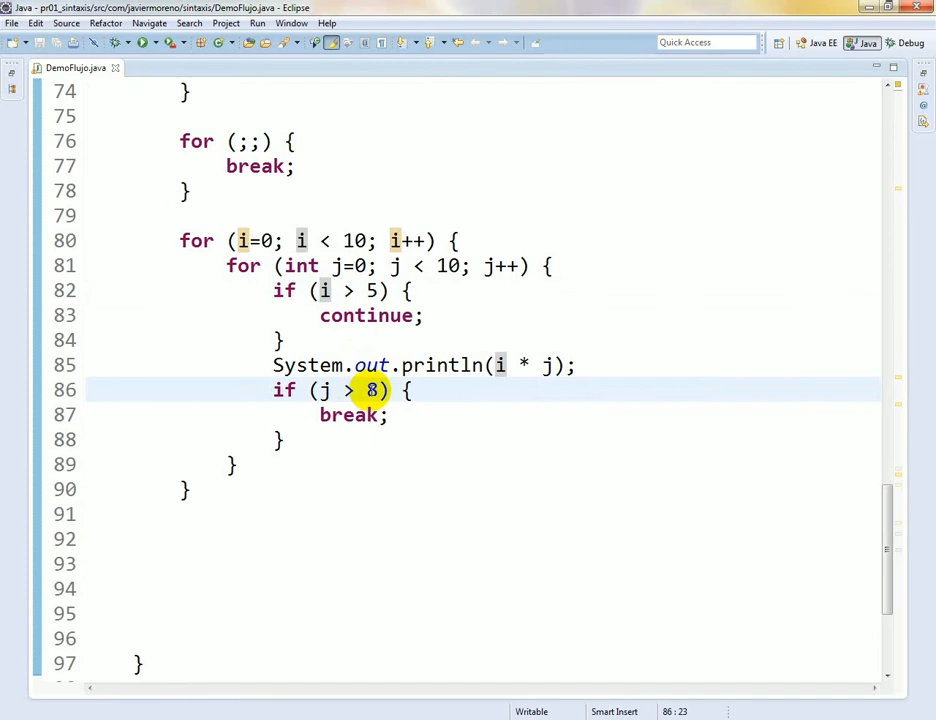 Java - pr01_sintaxis/src/com/javiermoreno/sintaxis/DemoFlujo.java - Eclipse
File Edit Source Refactor Navigate Search Project Run Window Help
Quick Access Java EE Java Debug
DemoFlujo.java
74 }
75
76 for (;;) {
77 break;
78 }
79
80 for (i=0; i < 10; i++) {
81 for (int j=0; j < 10; j++) {
82 if (i > 5) {
83 continue;
84 }
85 System.out.println(i * j);
86 if (j > 8) {
87 break;
88 }
89 }
90 }
91
92
93
94
95
96
97 }
Writable Smart Insert 86 : 23